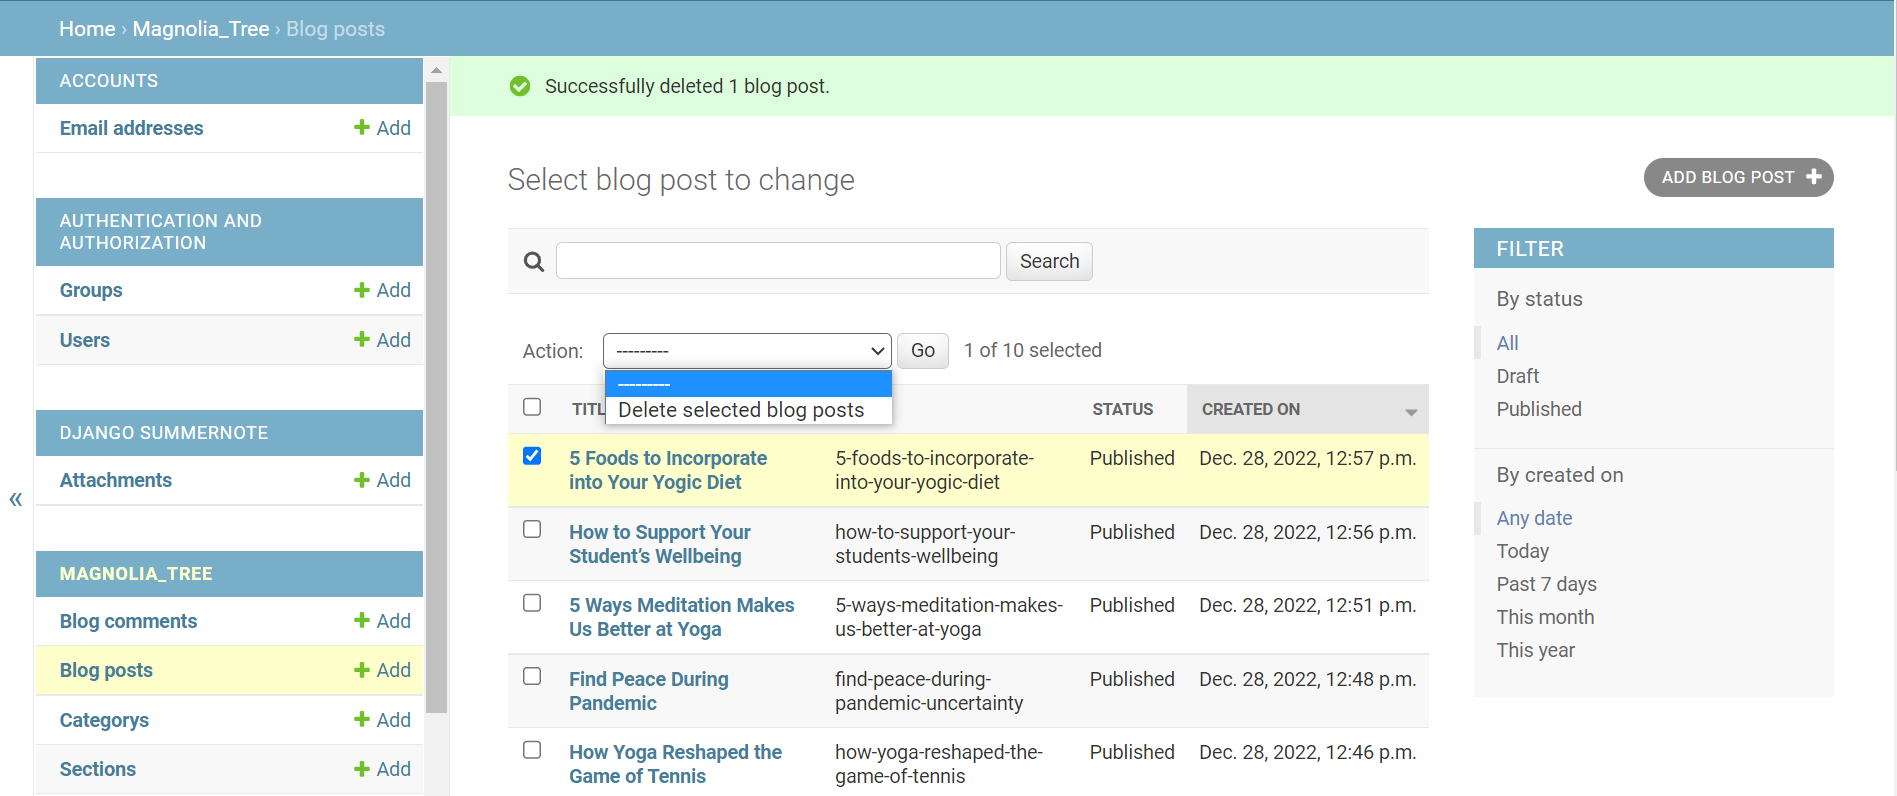 Home › Magnolia_Tree › Blog posts
ACCOUNTS
Email addresses
Add
AUTHENTICATION AND
AUTHORIZATION
Groups
Add
Users
Add
DJANGO SUMMERNOTE
Attachments
Add
«
MAGNOLIA_TREE
Blog comments
Add
Blog posts
Add
Categorys
Add
Sections
Add
Successfully deleted 1 blog post.
Select blog post to change
ADD BLOG POST
Search
Action:
---------
Go
1 of 10 selected
---------
Delete selected blog posts
TITL
STATUS
CREATED ON
5 Foods to Incorporate
into Your Yogic Diet
5-foods-to-incorporate-
into-your-yogic-diet
Published
Dec. 28, 2022, 12:57 p.m.
How to Support Your
Student’s Wellbeing
how-to-support-your-
students-wellbeing
Published
Dec. 28, 2022, 12:56 p.m.
5 Ways Meditation Makes
Us Better at Yoga
5-ways-meditation-makes-
us-better-at-yoga
Published
Dec. 28, 2022, 12:51 p.m.
Find Peace During
Pandemic
find-peace-during-
pandemic-uncertainty
Published
Dec. 28, 2022, 12:48 p.m.
How Yoga Reshaped the
Game of Tennis
how-yoga-reshaped-the-
game-of-tennis
Published
Dec. 28, 2022, 12:46 p.m.
FILTER
By status
All
Draft
Published
By created on
Any date
Today
Past 7 days
This month
This year